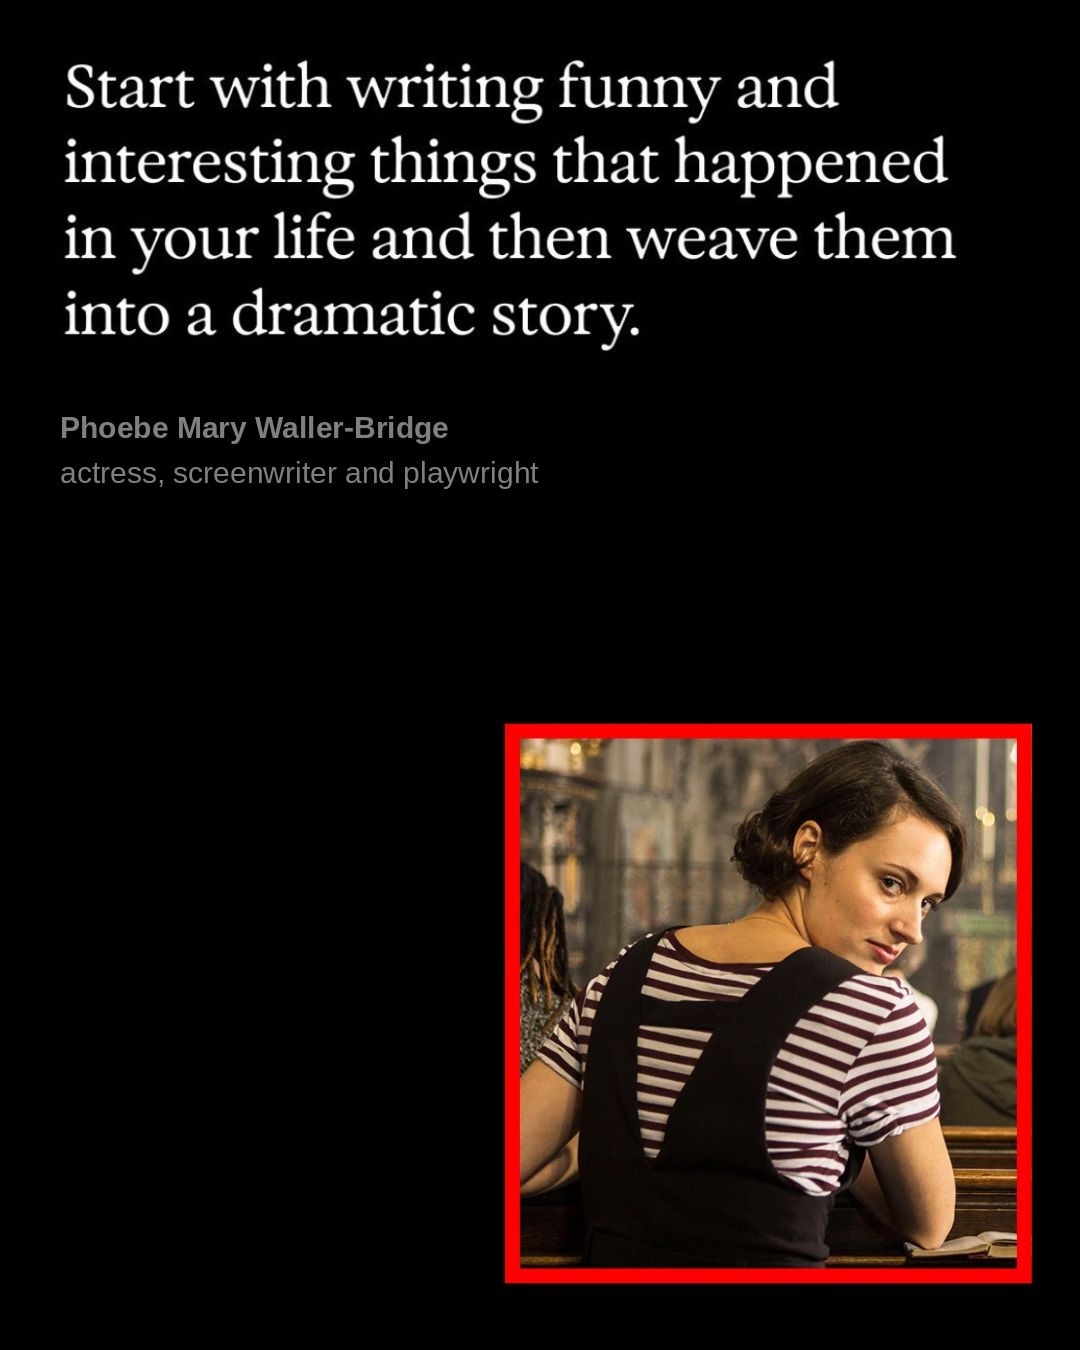 Start with writing funny and
interesting things that happened
in your life and then weave them
into a dramatic story.
Phoebe Mary Waller-Bridge
actress, screenwriter and playwright